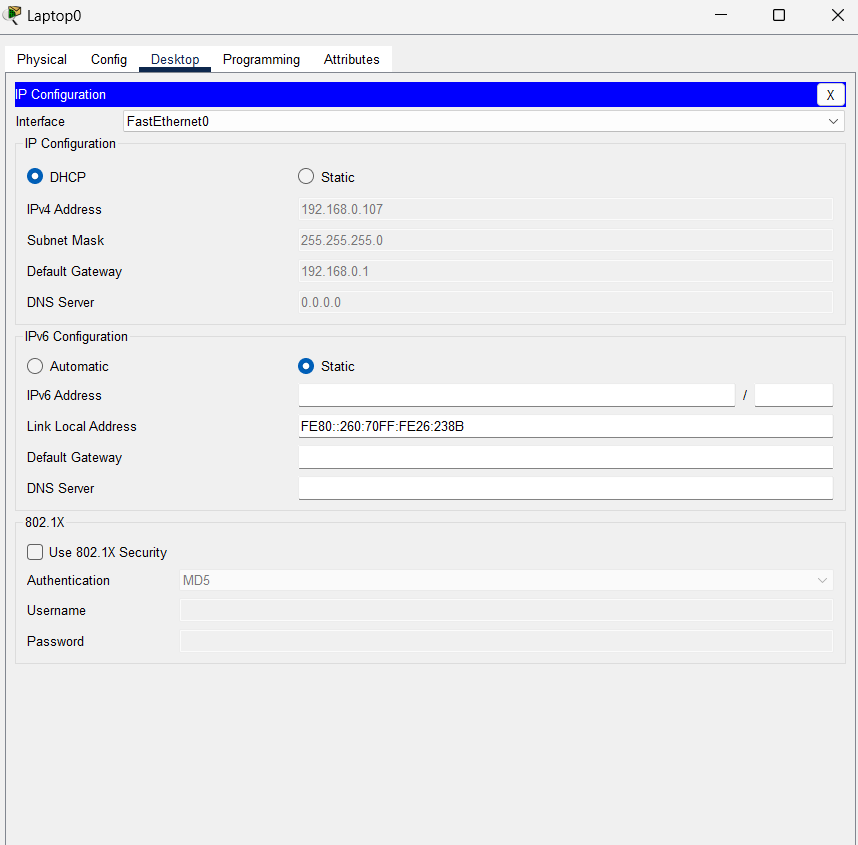 Laptop0
Physical Config Desktop Programming Attributes
IP Configuration X
Interface FastEthernet0
IP Configuration
DHCP Static
IPv4 Address 192.168.0.107
Subnet Mask 255.255.255.0
Default Gateway 192.168.0.1
DNS Server 0.0.0.0
IPv6 Configuration
Automatic Static
IPv6 Address /
Link Local Address FE80::260:70FF:FE26:238B
Default Gateway
DNS Server
802.1X
Use 802.1X Security
Authentication MD5
Username
Password